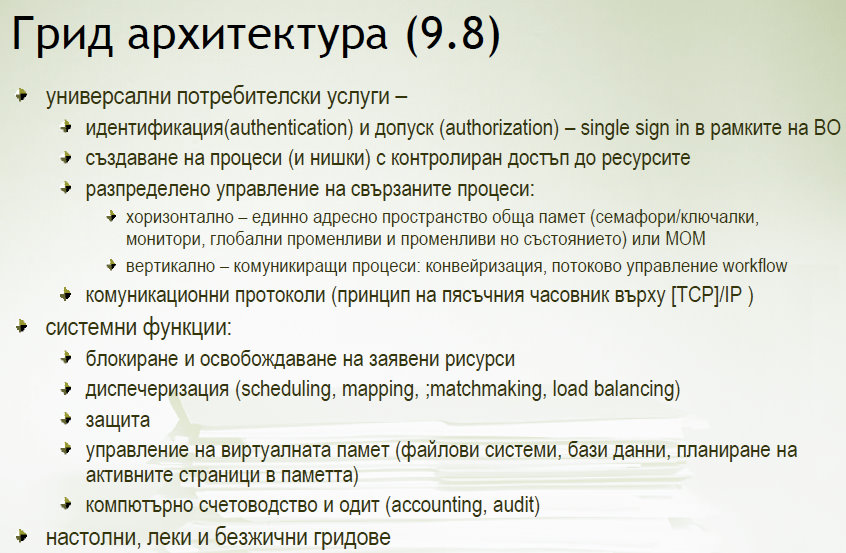 Грид архитектура (9.8)
универсални потребителски услуги –
идентификация(authentication) и допуск (authorization) – single sign in в рамките на ВО
създаване на процеси (и нишки) с контролиран достъп до ресурсите
разпределено управление на свързаните процеси:
хоризонтално – единно адресно пространство обща памет (семафори/ключалки,
монитори, глобални променливи и променливи но състоянието) или МОМ
вертикално – комуникиращи процеси: конвейризация, потоково управление workflow
комуникационни протоколи (принцип на пясъчния часовник върху [TCP]/IP )
системни функции:
блокиране и освобождаване на заявени рисурси
диспечеризация (scheduling, mapping, ;matchmaking, load balancing)
защита
управление на виртуалната памет (файлови системи, бази данни, планиране на
активните страници в паметта)
компютърно счетоводство и одит (accounting, audit)
настолни, леки и безжични гридове